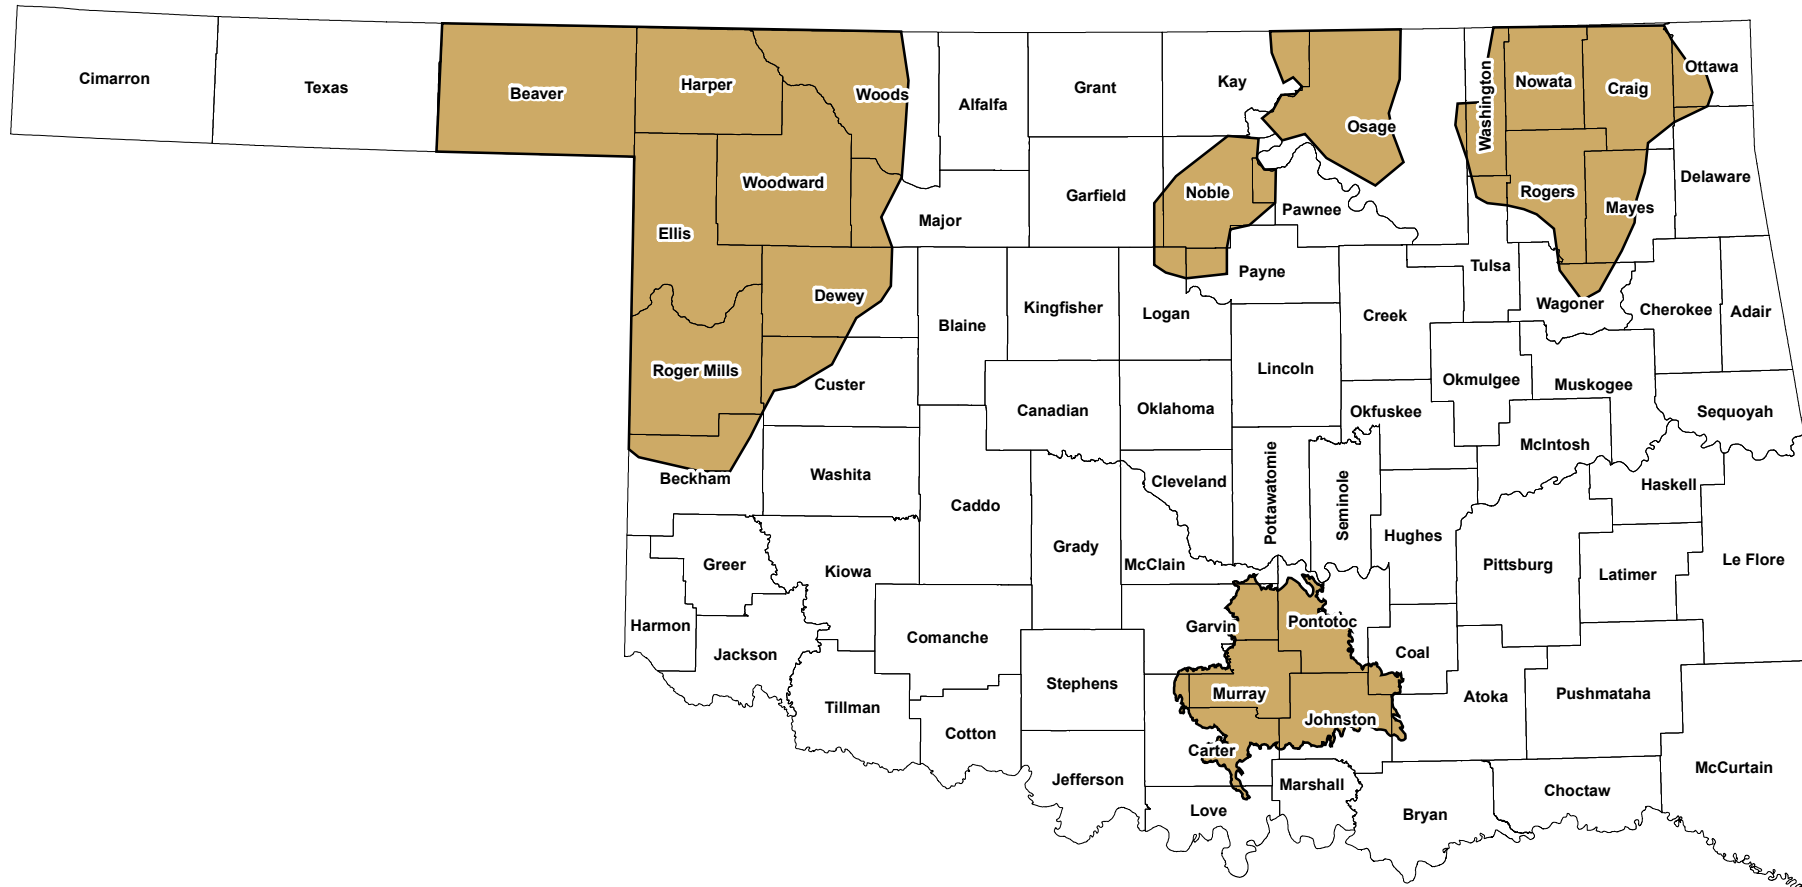 Cimarron
Texas
Beaver
Harper
Woods
Alfalfa
Grant
Kay
Osage
Washington
Nowata
Craig
Ottawa
Ellis
Woodward
Major
Garfield
Noble
Pawnee
Rogers
Mayes
Delaware
Dewey
Blaine
Kingfisher
Logan
Payne
Creek
Tulsa
Wagoner
Cherokee
Adair
Roger Mills
Custer
Canadian
Oklahoma
Lincoln
Okfuskee
Okmulgee
Muskogee
Sequoyah
Beckham
Washita
Caddo
Grady
Cleveland
McClain
Pottawatomie
Seminole
Hughes
McIntosh
Haskell
Pittsburg
Latimer
Le Flore
Greer
Kiowa
Harmon
Jackson
Comanche
Tillman
Cotton
Stephens
Jefferson
Garvin
Pontotoc
Murray
Johnston
Coal
Atoka
Pushmataha
Carter
Love
Marshall
Bryan
Choctaw
McCurtain